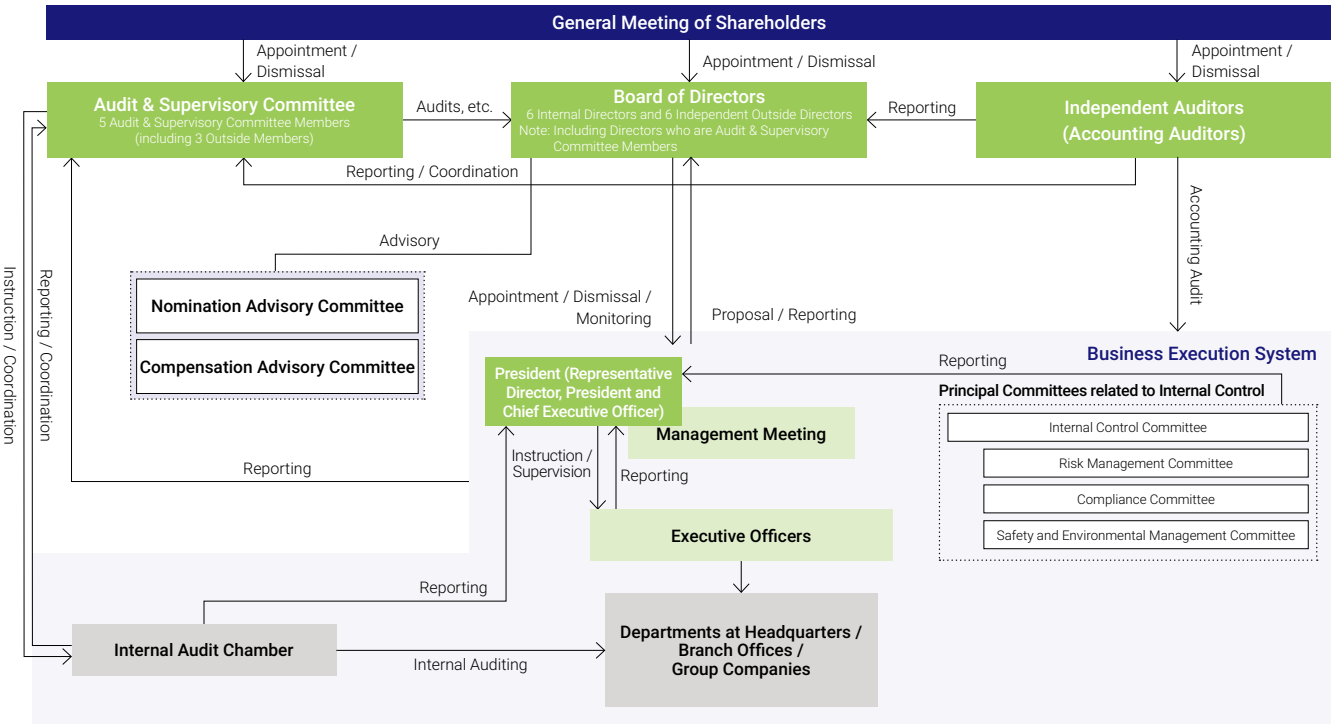 General Meeting of Shareholders
Appointment /
Dismissal
Appointment / Dismissal
Appointment /
Dismissal
Audit & Supervisory Committee
5 Audit & Supervisory Committee Members
(including 3 Outside Members)
Audits, etc.
Board of Directors
6 Internal Directors and 6 Independent Outside Directors
Note: Including Directors who are Audit & Supervisory
Committee Members
Reporting
Independent Auditors
(Accounting Auditors)
Reporting / Coordination
Accounting Audit
Advisory
Instruction / Coordination
Reporting / Coordination
Nomination Advisory Committee
Compensation Advisory Committee
Appointment / Dismissal /
Monitoring
Proposal / Reporting
Business Execution System
Reporting
President (Representative
Director, President and
Chief Executive Officer)
Principal Committees related to Internal Control
Internal Control Committee
Risk Management Committee
Compliance Committee
Safety and Environmental Management Committee
Management Meeting
Reporting
Instruction /
Supervision
Reporting
Executive Officers
Reporting
Internal Audit Chamber
Internal Auditing
Departments at Headquarters /
Branch Offices /
Group Companies